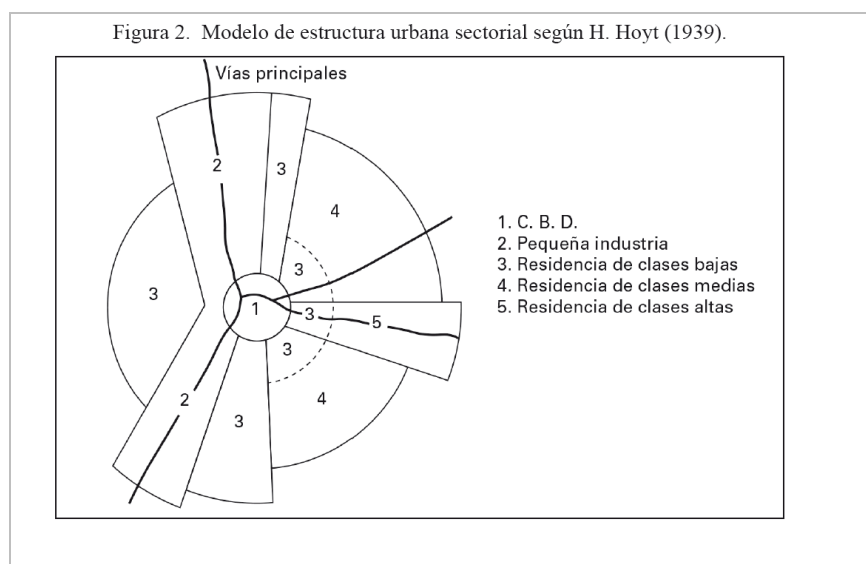 Figura 2.  Modelo de estructura urbana sectorial según H. Hoyt (1939).
Vías principales
2
3
4
3
3
1
3
5
3
2
3
4
1. C. B. D.
2. Pequeña industria
3. Residencia de clases bajas
4. Residencia de clases medias
5. Residencia de clases altas